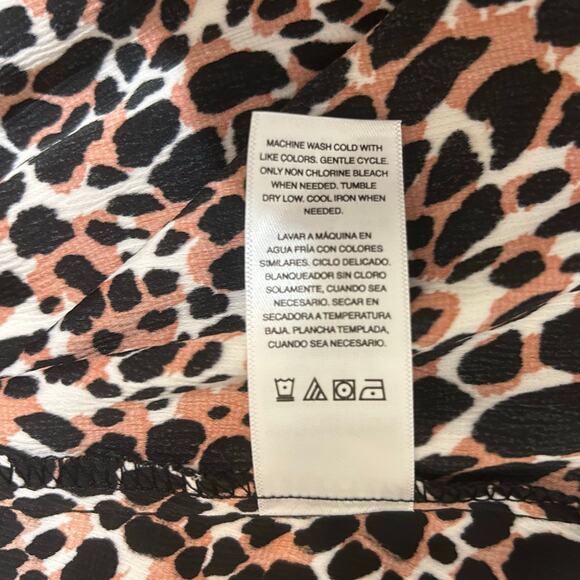 MACHINE WASH COLD WITH
LIKE COLORS. GENTLE CYCLE.
ONLY NON CHLORINE BLEACH
WHEN NEEDED. TUMBLE
DRY LOW. COOL IRON WHEN
NEEDED.
LAVAR A MÁQUINA EN
AGUA FRÍA CON COLORES
SIMILARES. CICLO DELICADO.
BLANQUEADOR SIN CLORO
SOLAMENTE, CUANDO SEA
NECESARIO. SECAR EN
SECADORA A TEMPERATURA
BAJA. PLANCHA TEMPLADA,
CUANDO SEA NECESARIO.